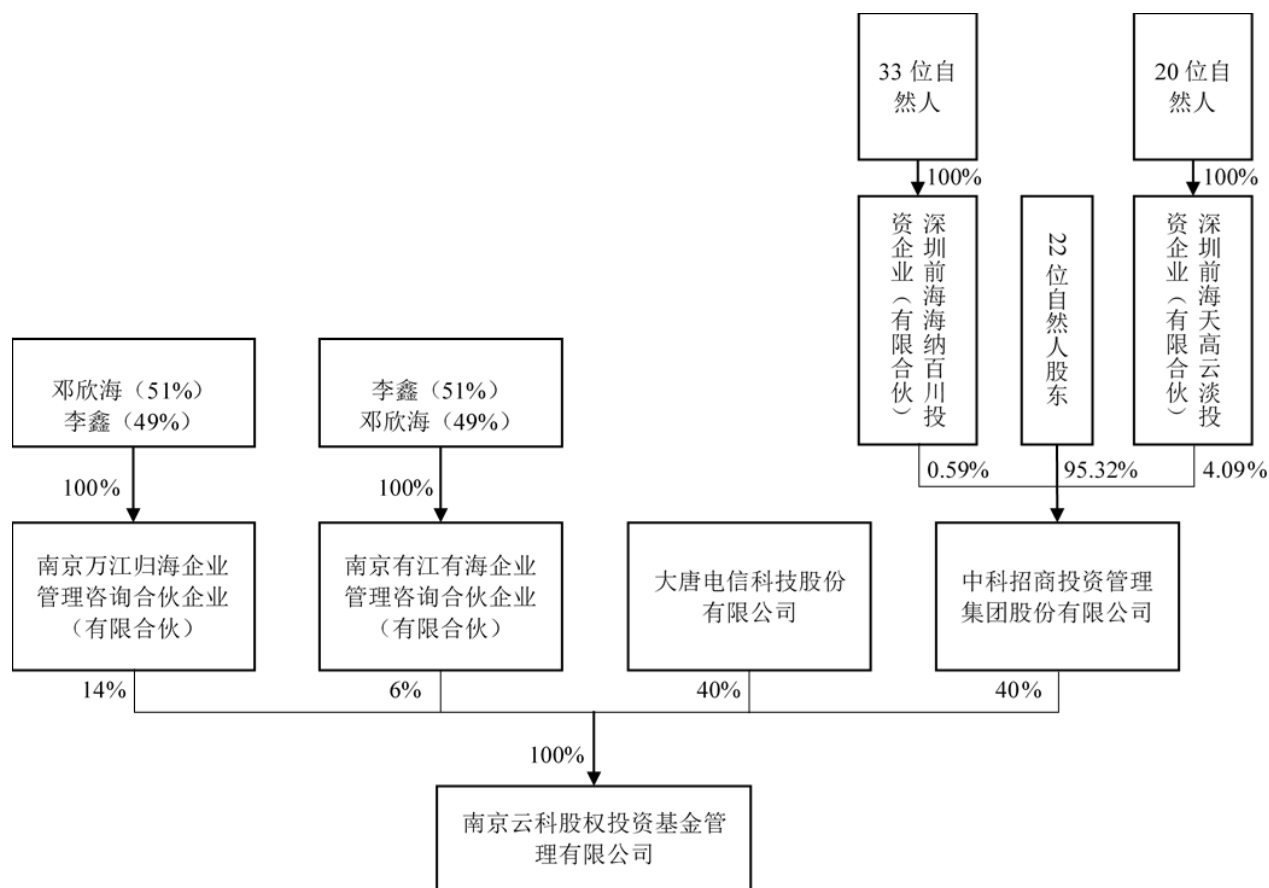 33 位自
然人
20 位自
然人
100%
100%
深圳前海海纳百川投
资企业（有限合伙）
22 位自然人股东
深圳前海天高云淡投
资企业（有限合伙）
邓欣海（51%）
李鑫（49%）
李鑫（51%）
邓欣海（49%）
0.59%
95.32%
4.09%
100%
100%
南京万江归海企业
管理咨询合伙企业
（有限合伙）
南京有江有海企业
管理咨询合伙企业
（有限合伙）
大唐电信科技股份
有限公司
中科招商投资管理
集团股份有限公司
14%
6%
40%
40%
100%
南京云科股权投资基金管
理有限公司